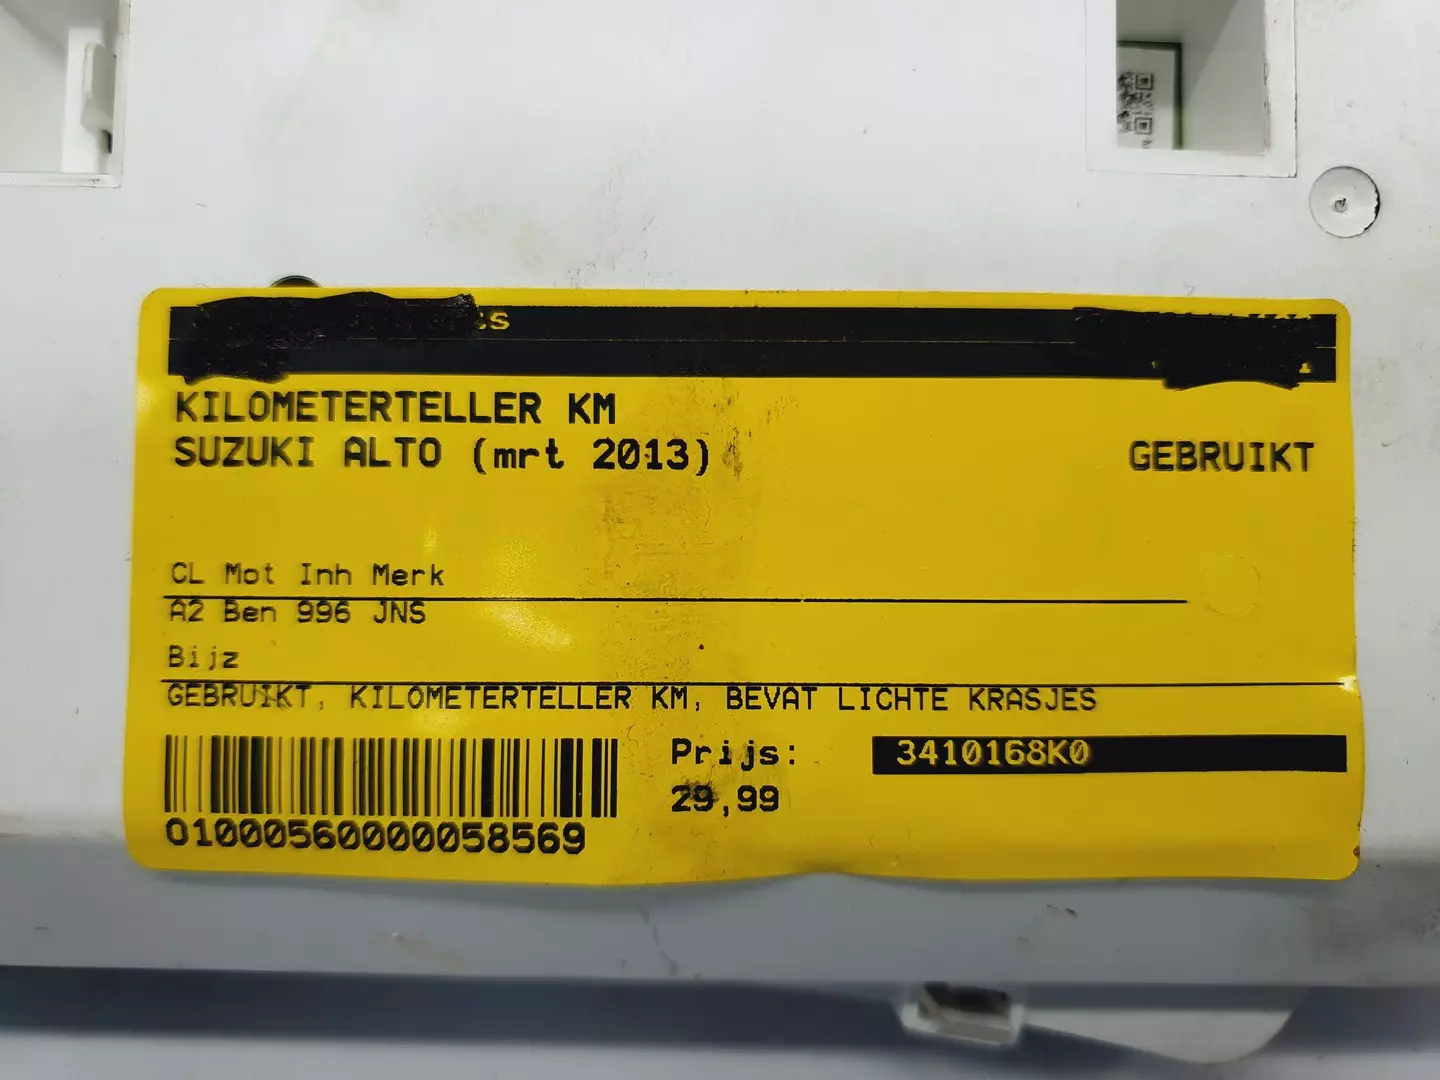 KILOMETERTELLER KM
SUZUKI ALTO (mrt 2013)
GEBRUIKT
CL Mot Inh Merk
A2 Ben 996 JNS
Bijz
GEBRUIKT, KILOMETERTELLER KM, BEVAT LICHTE KRASJES
Prijs: 3410168K0
29,99
01000560000058569